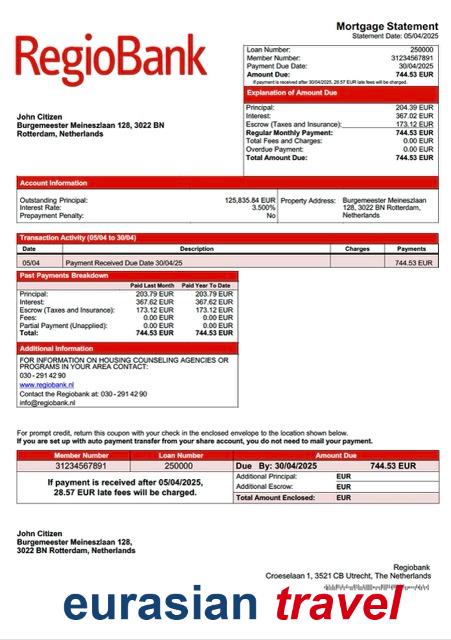 RegioBank
Mortgage Statement
Statement Date: 05/04/2025
Loan Number: 250000
Member Number: 31234567891
Payment Due Date: 30/04/2025
Amount Due: 744.53 EUR
If payment is received after 30/04/2025, 28.57 EUR late fees will be charged.
Explanation of Amount Due
Principal: 204.39 EUR
Interest: 367.02 EUR
Escrow (Taxes and Insurance): 173.12 EUR
Regular Monthly Payment: 744.53 EUR
Total Fees and Charges: 0.00 EUR
Overdue Payment: 0.00 EUR
Total Amount Due: 744.53 EUR
John Citizen
Burgemeester Meineszlaan 128, 3022 BN
Rotterdam, Netherlands
Account Information
Outstanding Principal: 125,835.84 EUR
Interest Rate: 3.500%
Prepayment Penalty: No
Property Address: Burgemeester Meineszlaan
128, 3022 BN Rotterdam,
Netherlands
Transaction Activity (05/04 to 30/04)
Date Description Charges Payments
05/04 Payment Received Due Date 30/04/25 744.53 EUR
Past Payments Breakdown
Paid Last Month Paid Year To Date
Principal: 203.79 EUR 203.79 EUR
Interest: 367.62 EUR 367.62 EUR
Escrow (Taxes and Insurance): 173.12 EUR 173.12 EUR
Fees: 0.00 EUR 0.00 EUR
Partial Payment (Unapplied): 0.00 EUR 0.00 EUR
Total: 744.53 EUR 744.53 EUR
Additional Information
FOR INFORMATION ON HOUSING COUNSELING AGENCIES OR
PROGRAMS IN YOUR AREA CONTACT:
030 - 291 42 90
www.regiobank.nl
Contact the Regiobank at: 030 - 291 42 90
info@regiobank.nl
For prompt credit, return this coupon with your check in the enclosed envelope to the location shown below.
If you are set up with auto payment transfer from your share account, you do not need to mail your payment.
Member Number Loan Number Amount Due
31234567891 250000 Due By: 30/04/2025 744.53 EUR
If payment is received after 05/04/2025,
28.57 EUR late fees will be charged.
Additional Principal: EUR
Additional Escrow: EUR
Total Amount Enclosed: EUR
John Citizen
Burgemeester Meineszlaan 128,
3022 BN Rotterdam, Netherlands
Regiobank
Croeselaan 1, 3521 CB Utrecht, The Netherlands
eurasian travel